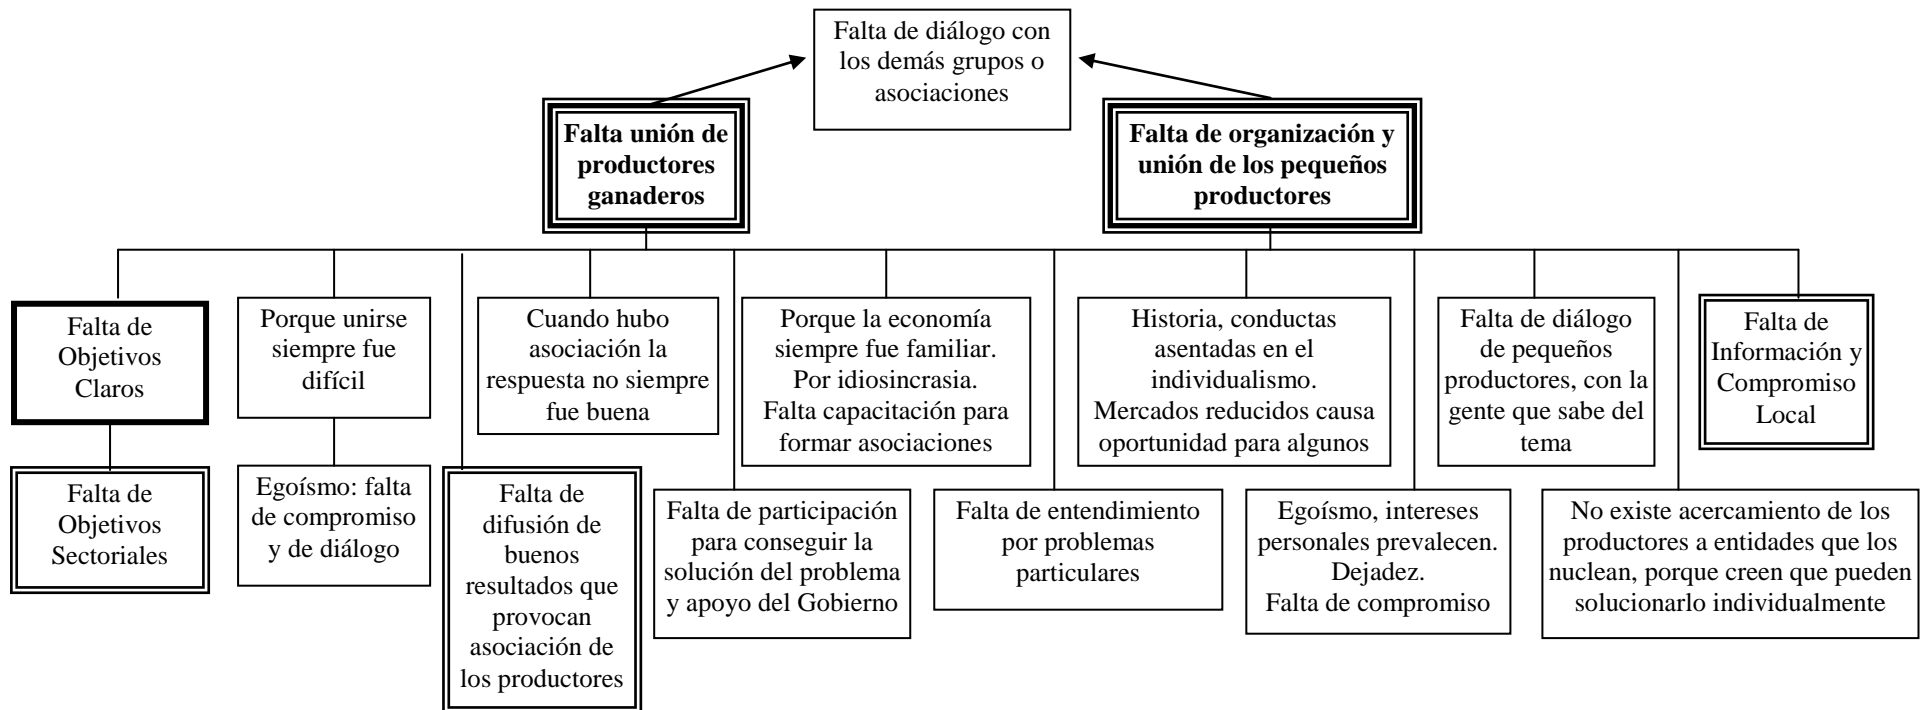 Falta de diálogo con
los demás grupos o
asociaciones
Falta unión de
productores
ganaderos
Falta de organización y
unión de los pequeños
productores
Falta de
Objetivos
Claros
Porque unirse
siempre fue
difícil
Cuando hubo
asociación la
respuesta no siempre
fue buena
Porque la economía
siempre fue familiar.
Por idiosincrasia.
Falta capacitación para
formar asociaciones
Historia, conductas
asentadas en el
individualismo.
Mercados reducidos causa
oportunidad para algunos
Falta de diálogo
de pequeños
productores, con la
gente que sabe del
tema
Falta de
Información y
Compromiso
Local
Falta de
Objetivos
Sectoriales
Egoísmo: falta
de compromiso
y de diálogo
Falta de
difusión de
buenos
resultados que
provocan
asociación de
los productores
Falta de participación
para conseguir la
solución del problema
y apoyo del Gobierno
Falta de entendimiento
por problemas
particulares
Egoísmo, intereses
personales prevalecen.
Dejadez.
Falta de compromiso
No existe acercamiento de los
productores a entidades que los
nuclean, porque creen que pueden
solucionarlo individualmente